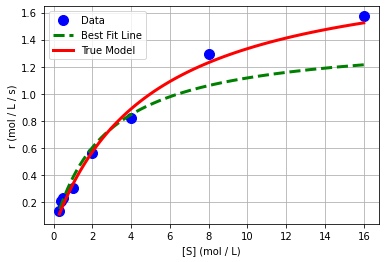 1.6
1.4
1.2
1.0
0.8
0.6
0.4
0.2
r (mol / L / s)
Data
Best Fit Line
True Model
0 2 4 6 8 10 12 14 16
[S] (mol / L)